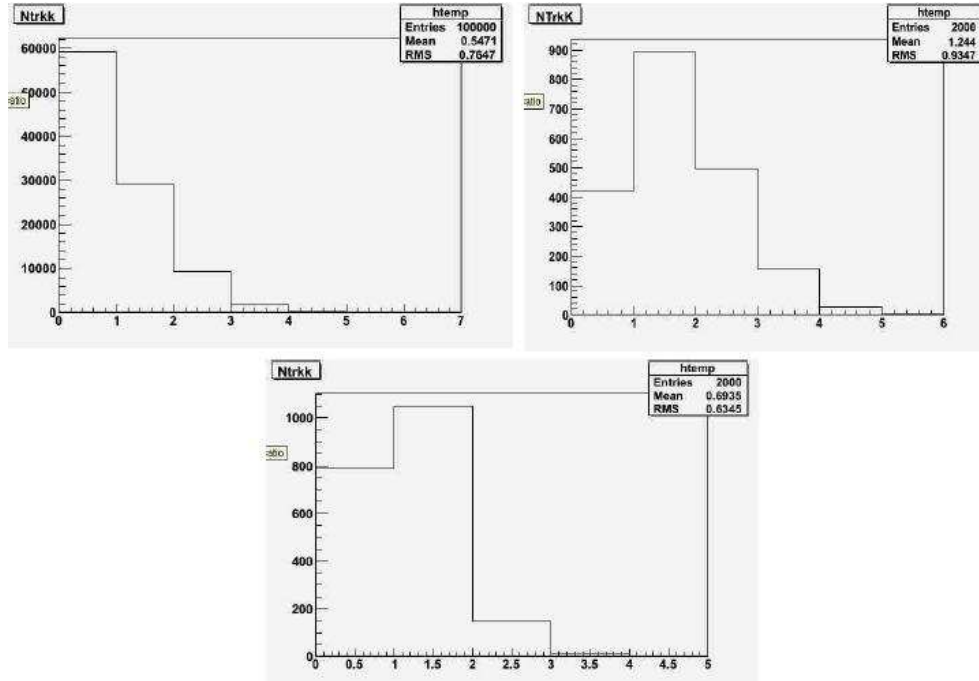 Ntrkk
htemp
Entries 100000
Mean 0.5471
RMS 0.7647
60000
50000
40000
30000
20000
10000
0
0 1 2 3 4 5 6 7
NTrkK
htemp
Entries 2000
Mean 1.244
RMS 0.9347
900
800
700
600
500
400
300
200
100
0
0 1 2 3 4 5 6
Ntrkk
htemp
Entries 2000
Mean 0.6935
RMS 0.6345
1000
800
600
400
200
0
0 0.5 1 1.5 2 2.5 3 3.5 4 4.5 5